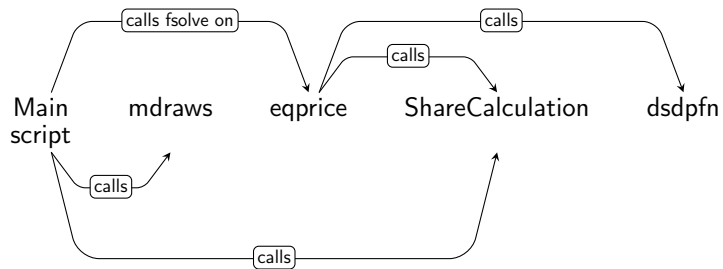 calls fsolve on
calls
calls
Main
script
mdraws
eqprice
ShareCalculation
dsdpfn
calls
calls